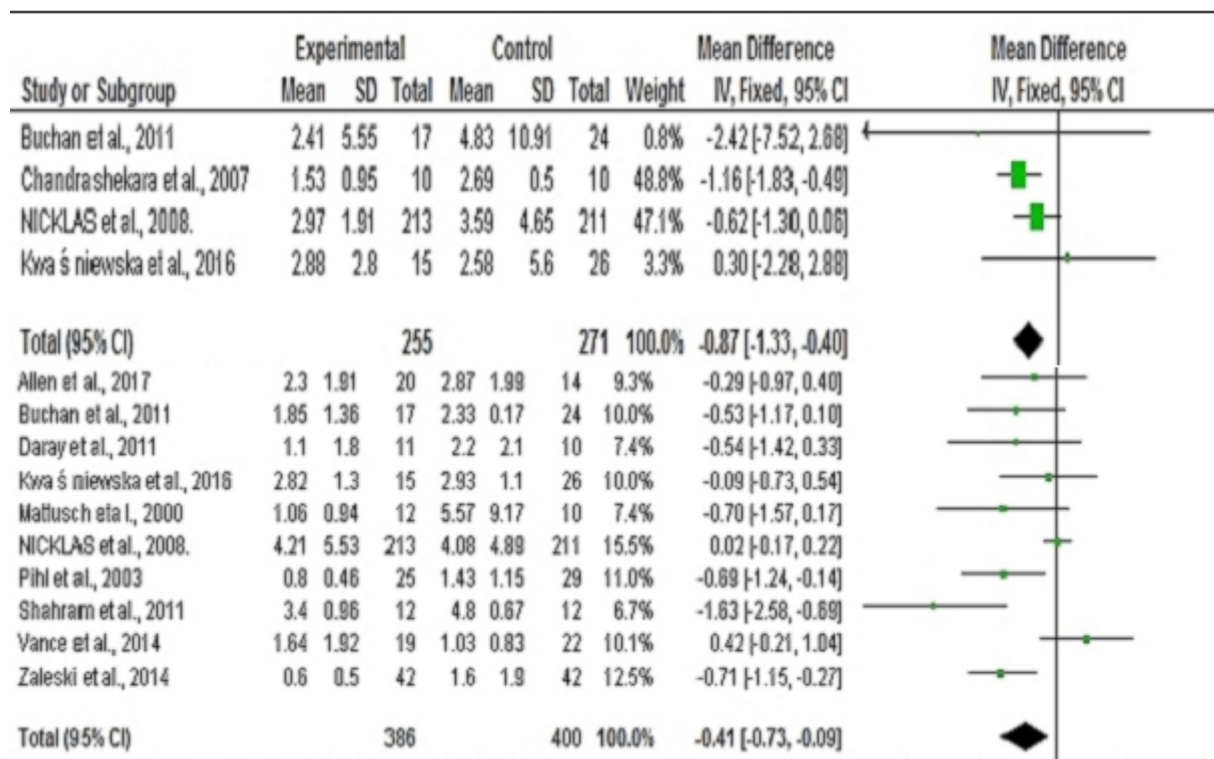 Experimental Control Mean Difference Mean Difference
Study or Subgroup Mean SD Total Mean SD Total Weight IV, Fixed, 95% CI IV, Fixed, 95% CI
Buchan et al., 2011 2.41 5.55 17 4.83 10.91 24 0.8% -2.42 [-7.52, 2.68]
Chandrashekara et al., 2007 1.53 0.95 10 2.69 0.5 10 48.8% -1.16 [-1.83, -0.49]
NICKLAS et al., 2008. 2.97 1.91 213 3.59 4.65 211 47.1% -0.62 [-1.30, 0.06]
Kwa ś niewska et al., 2016 2.88 2.8 15 2.58 5.6 26 3.3% 0.30 [-2.28, 2.88]
Total (95% CI) 255 271 100.0% -0.87 [-1.33, -0.40]
Allen et al., 2017 2.3 1.91 20 2.87 1.99 14 9.3% -0.29 [-0.97, 0.40]
Buchan et al., 2011 1.85 1.36 17 2.33 0.17 24 10.0% -0.53 [-1.17, 0.10]
Daray et al., 2011 1.1 1.8 11 2.2 2.1 10 7.4% -0.54 [-1.42, 0.33]
Kwa ś niewska et al., 2016 2.82 1.3 15 2.93 1.1 26 10.0% -0.09 [-0.73, 0.54]
Mattusch eta l., 2000 1.06 0.94 12 5.57 9.17 10 7.4% -0.70 [-1.57, 0.17]
NICKLAS et al., 2008. 4.21 5.53 213 4.08 4.89 211 15.5% 0.02 [-0.17, 0.22]
Pihl et al., 2003 0.8 0.46 25 1.43 1.15 29 11.0% -0.69 [-1.24, -0.14]
Shahram et al., 2011 3.4 0.96 12 4.8 0.67 12 6.7% -1.63 [-2.58, -0.69]
Vance et al., 2014 1.64 1.92 19 1.03 0.83 22 10.1% 0.42 [-0.21, 1.04]
Zaleski et al., 2014 0.6 0.5 42 1.6 1.9 42 12.5% -0.71 [-1.15, -0.27]
Total (95% CI) 386 400 100.0% -0.41 [-0.73, -0.09]